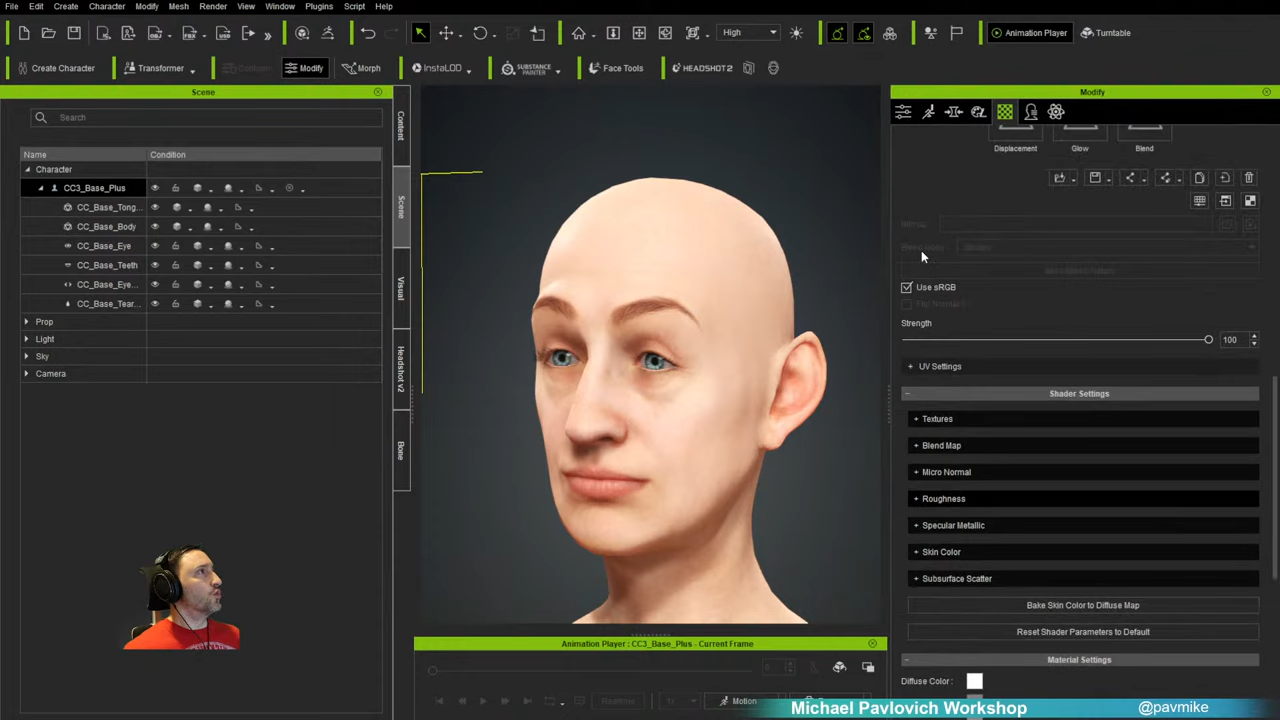 File Edit Create Character Modify Mesh Render View Window Plugins Script Help
High Animation Player Turntable
Create Character Transformer Modify Morph InstaLOD SUBSTANCE PAINTER Face Tools HEADSHOT 2
Scene
Search
Name Condition
Character
CC3_Base_Plus
CC_Base_Tong...
CC_Base_Body
CC_Base_Eye
CC_Base_Teeth
CC_Base_Eye...
CC_Base_Tear...
Prop
Light
Sky
Camera
Content
Scene
Visual
Headshot v2
Bone
Modify
Displacement Glow Blend
Use sRGB
Strength
100
UV Settings
Shader Settings
Textures
Blend Map
Micro Normal
Roughness
Specular Metallic
Skin Color
Subsurface Scatter
Bake Skin Color to Diffuse Map
Reset Shader Parameters to Default
Material Settings
Diffuse Color :
Animation Player : CC3_Base_Plus - Current Frame
0
Realtime 1x Motion
Michael Pavlovich Workshop @pavmike